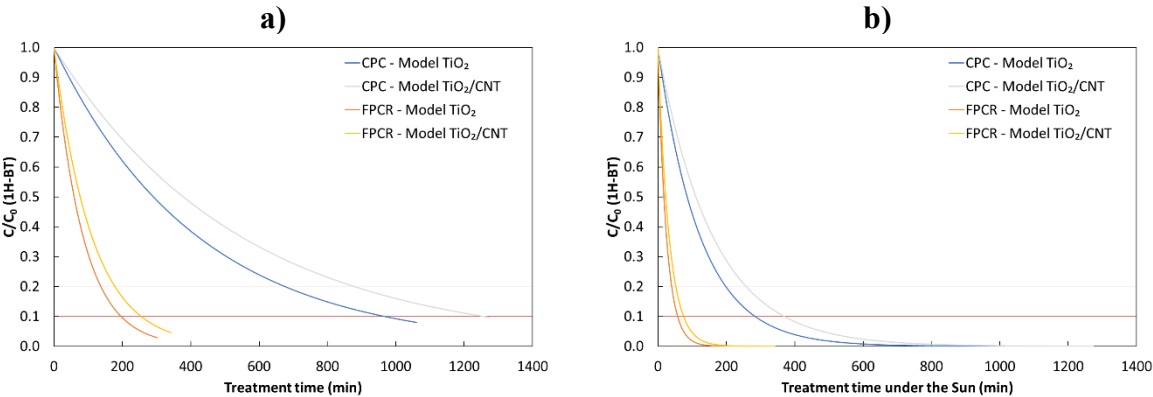 a)
1.0
0.9
0.8
0.7
0.6
0.5
0.4
0.3
0.2
0.1
0.0
C/C₀ (1H-BT)
CPC - Model TiO₂
CPC - Model TiO₂/CNT
FPCR - Model TiO₂
FPCR - Model TiO₂/CNT
0 200 400 600 800 1000 1200 1400
Treatment time (min)
b)
1.0
0.9
0.8
0.7
0.6
0.5
0.4
0.3
0.2
0.1
0.0
C/C₀ (1H-BT)
CPC - Model TiO₂
CPC - Model TiO₂/CNT
FPCR - Model TiO₂
FPCR - Model TiO₂/CNT
0 200 400 600 800 1000 1200 1400
Treatment time under the Sun (min)